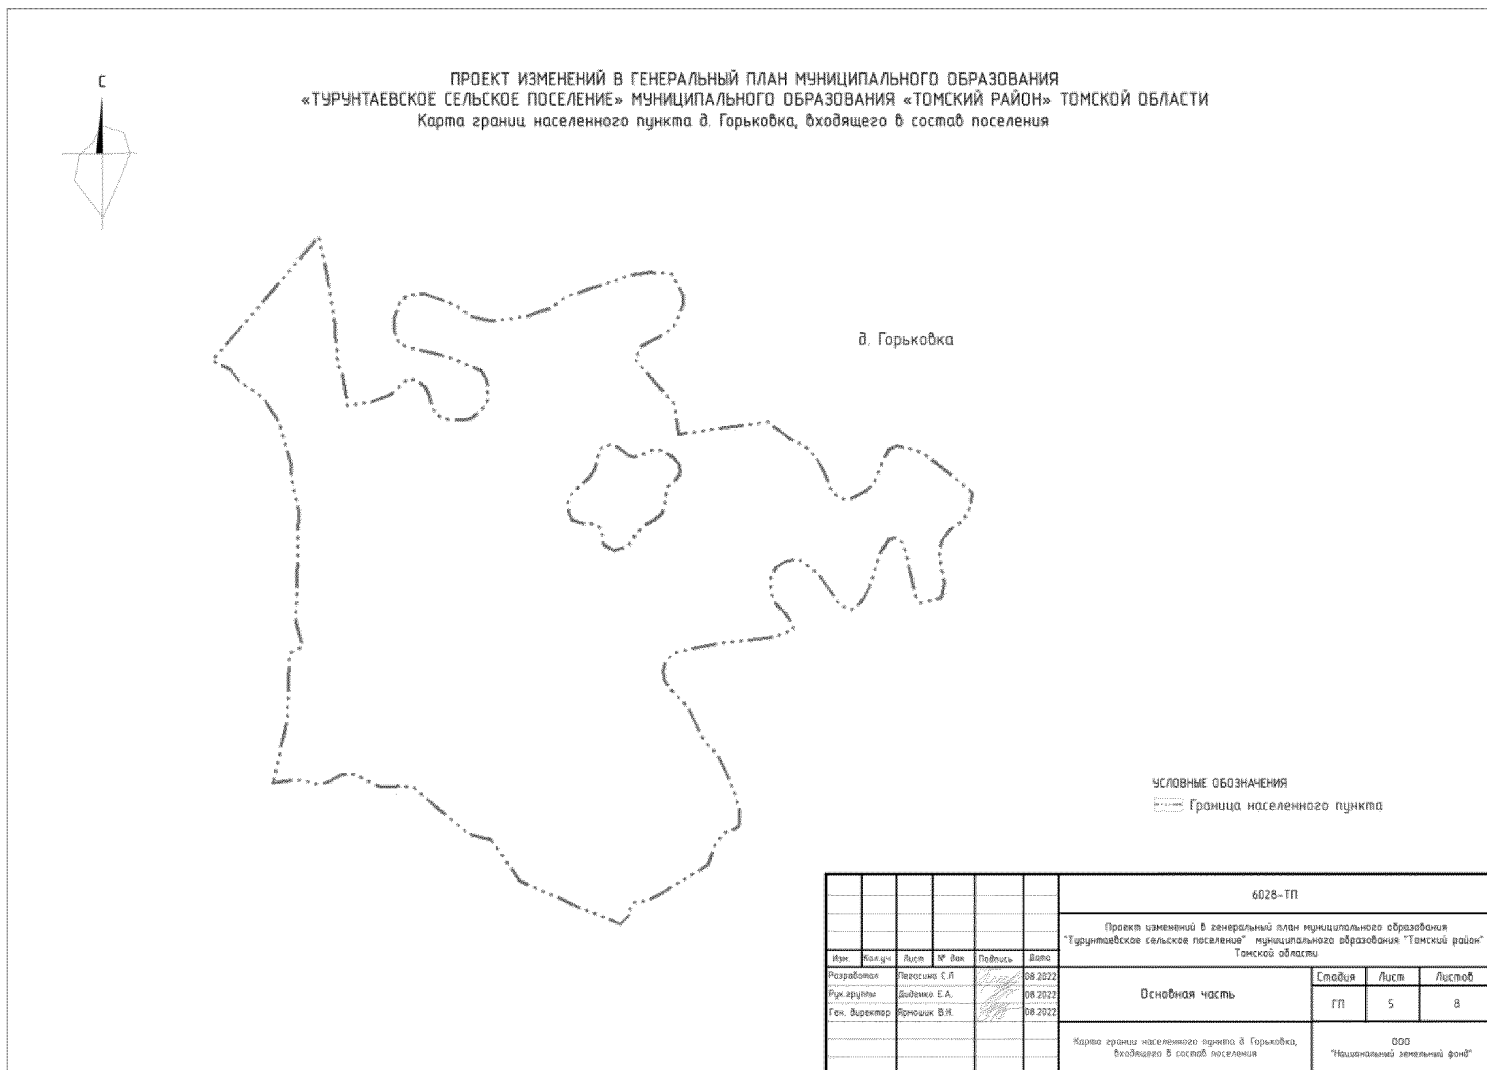 С
ПРОЕКТ ИЗМЕНЕНИЙ В ГЕНЕРАЛЬНЫЙ ПЛАН МУНИЦИПАЛЬНОГО ОБРАЗОВАНИЯ
«ТУРУНТАЕВСКОЕ СЕЛЬСКОЕ ПОСЕЛЕНИЕ» МУНИЦИПАЛЬНОГО ОБРАЗОВАНИЯ «ТОМСКИЙ РАЙОН» ТОМСКОЙ ОБЛАСТИ
Карта границ населенного пункта д. Горьковка, входящего в состав поселения
д. Горьковка
УСЛОВНЫЕ ОБОЗНАЧЕНИЯ
Граница населенного пункта
6028-ТП
Проект изменений в генеральный план муниципального образования
"Турунтаевское сельское поселение" муниципального образования "Томский район"
Томской области
Изм. Кол.уч Лист № док Подпись Дата
Разработал С.Л. 08.2022
Рук.группы Диденко Е.А. 08.2022
Ген. директор Ярмошик В.Н. 08.2022
Основная часть
Стадия Лист Листов
ГП 5 8
Карта границ населенного пункта д. Горьковка,
входящего в состав поселения
ООО
"Национальный земельный фонд"